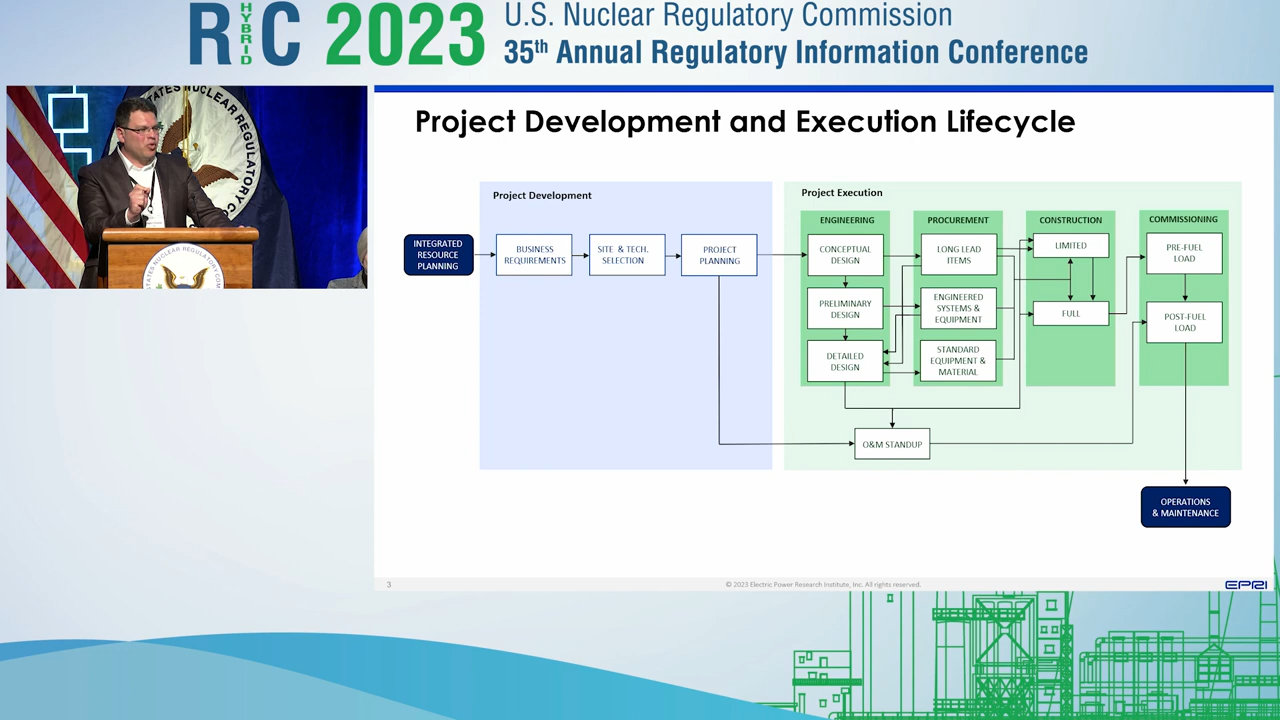 RIC 2023
HYBRID
U.S. Nuclear Regulatory Commission
35th Annual Regulatory Information Conference
TATES NUCLEAR REGULATORY C
Project Development and Execution Lifecycle
Project Development
Project Execution
INTEGRATED
RESOURCE
PLANNING
BUSINESS
REQUIREMENTS
SITE & TECH.
SELECTION
PROJECT
PLANNING
ENGINEERING
CONCEPTUAL
DESIGN
PRELIMINARY
DESIGN
DETAILED
DESIGN
PROCUREMENT
LONG LEAD
ITEMS
ENGINEERED
SYSTEMS &
EQUIPMENT
STANDARD
EQUIPMENT &
MATERIAL
CONSTRUCTION
LIMITED
FULL
COMMISSIONING
PRE-FUEL
LOAD
POST-FUEL
LOAD
O&M STANDUP
OPERATIONS
& MAINTENANCE
3
© 2023 Electric Power Research Institute, Inc. All rights reserved.
EPRI